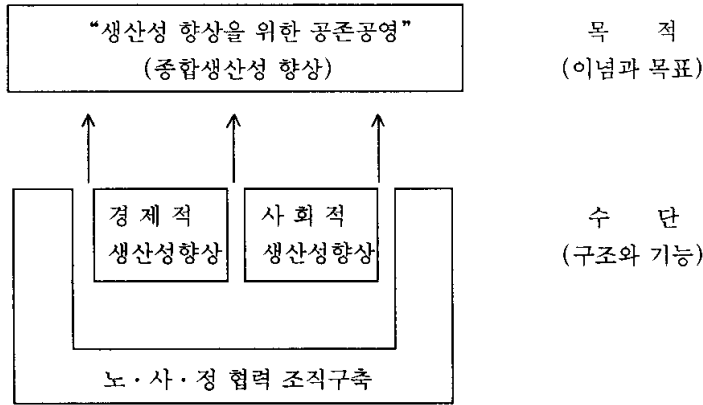 “생산성 향상을 위한 공존공영”
(종합생산성 향상)
목 적
(이념과 목표)
경 제 적
생산성향상
사 회 적
생산성향상
수 단
(구조와 기능)
노·사·정 협력 조직구축